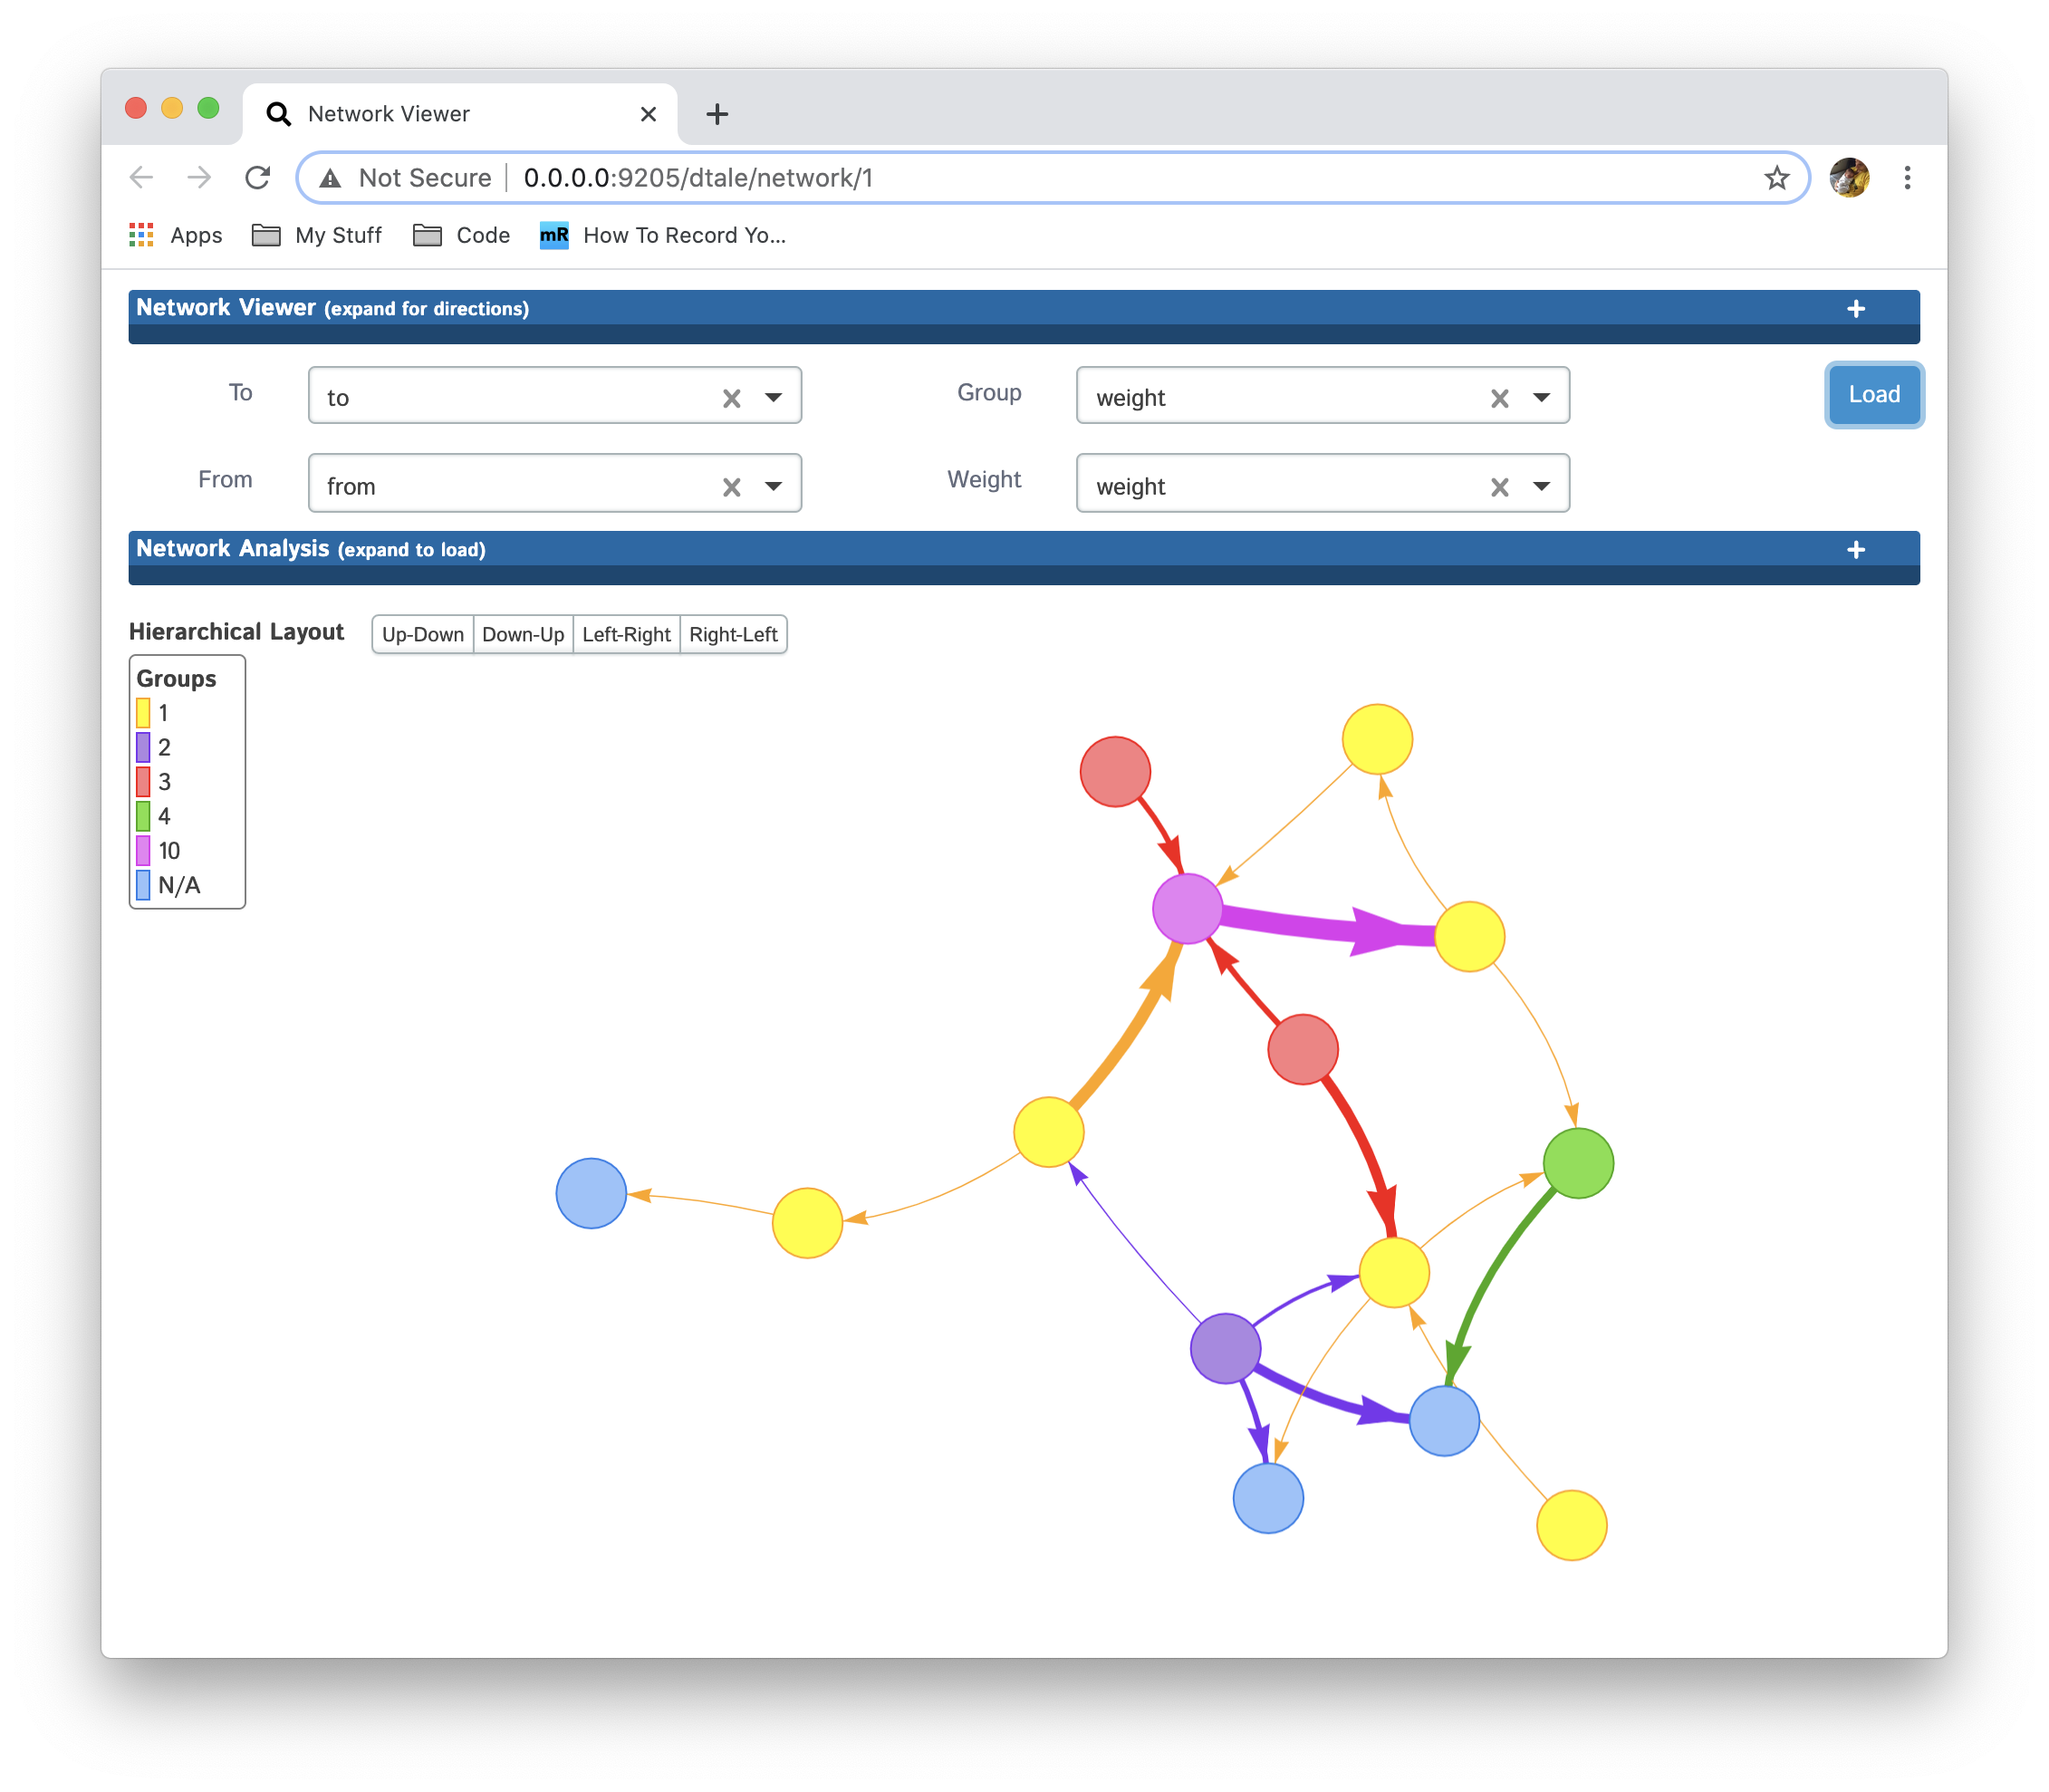 Network Viewer
Not Secure 0.0.0.0:9205/dtale/network/1
Apps My Stuff Code mR How To Record Yo...
Network Viewer (expand for directions) +
To to Group weight Load
From from Weight weight
Network Analysis (expand to load) +
Hierarchical Layout Up-Down Down-Up Left-Right Right-Left
Groups
1
2
3
4
10
N/A